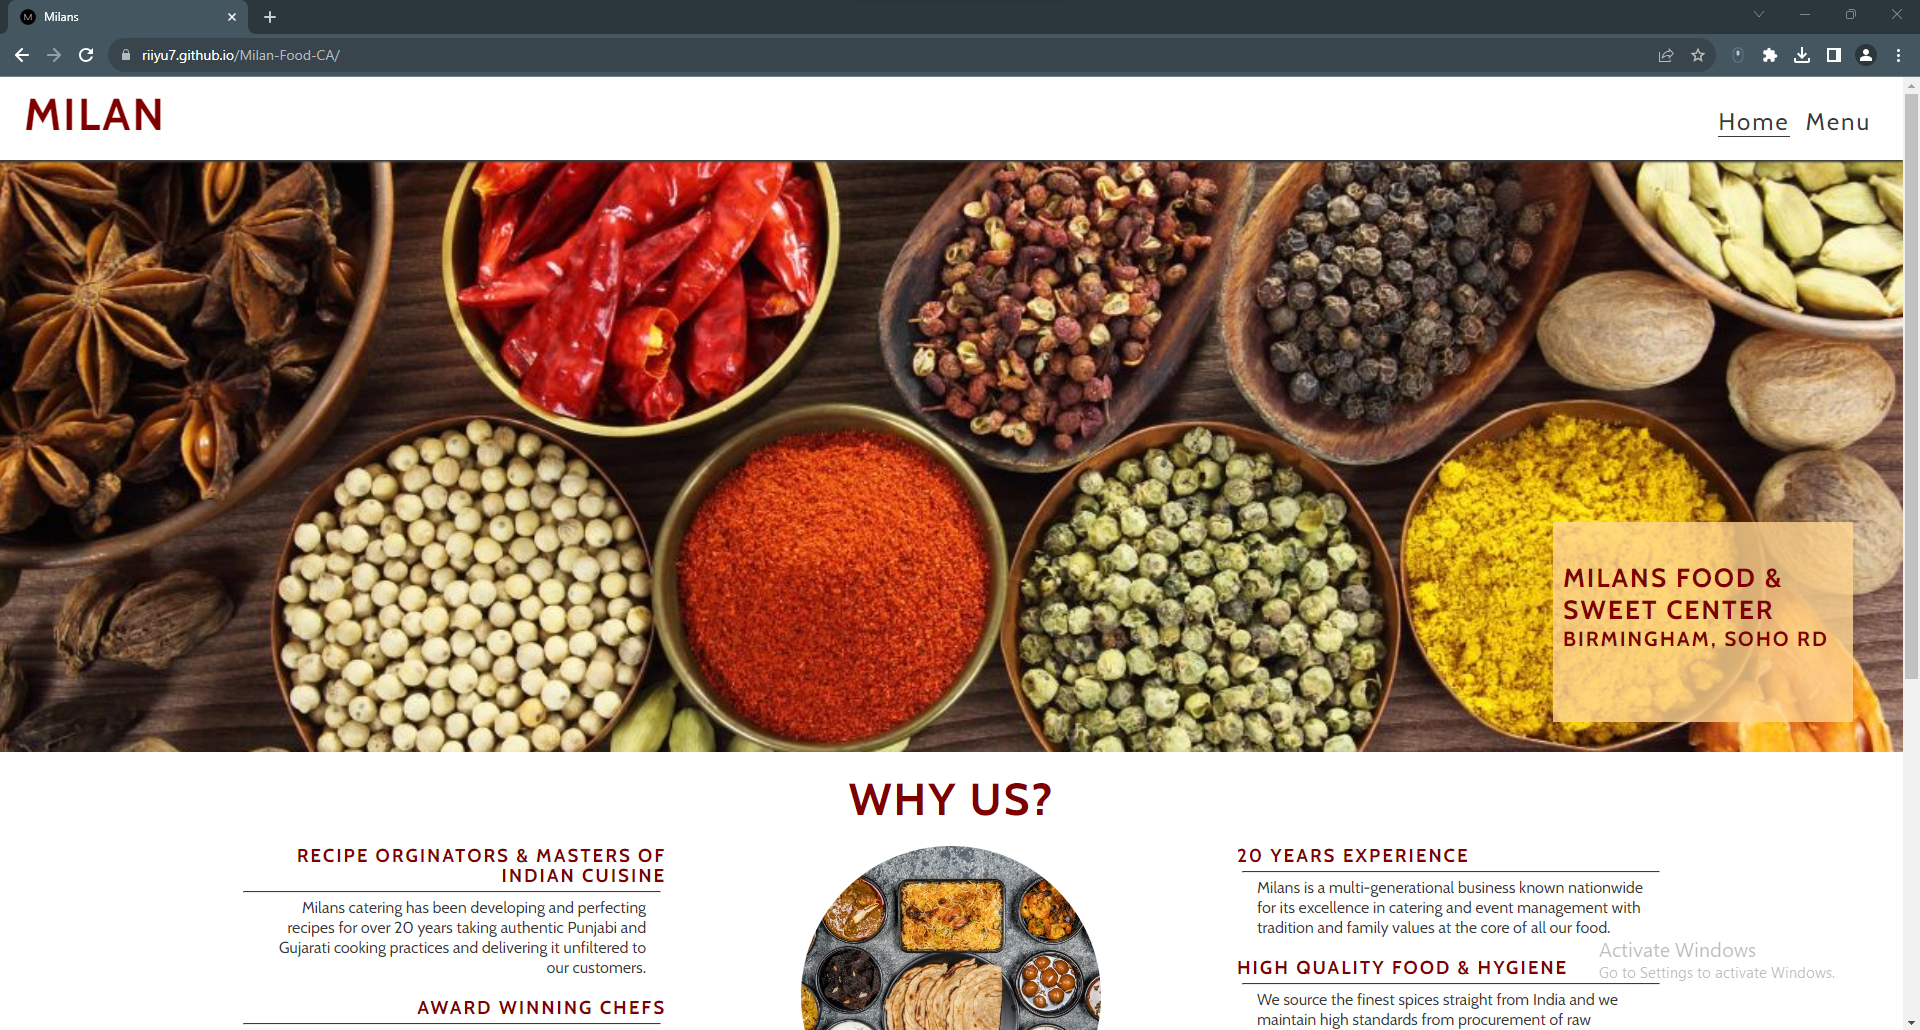 Milans
riiyu7.github.io/Milan-Food-CA/
MILAN
Home Menu
MILANS FOOD &
SWEET CENTER
BIRMINGHAM, SOHO RD
WHY US?
RECIPE ORGINATORS & MASTERS OF
INDIAN CUISINE
Milans catering has been developing and perfecting
recipes for over 20 years taking authentic Punjabi and
Gujarati cooking practices and delivering it unfiltered to
our customers.
AWARD WINNING CHEFS
20 YEARS EXPERIENCE
Milans is a multi-generational business known nationwide
for its excellence in catering and event management with
tradition and family values at the core of all our food.
HIGH QUALITY FOOD & HYGIENE
We source the finest spices straight from India and we
maintain high standards from procurement of raw
Activate Windows
Go to Settings to activate Windows.